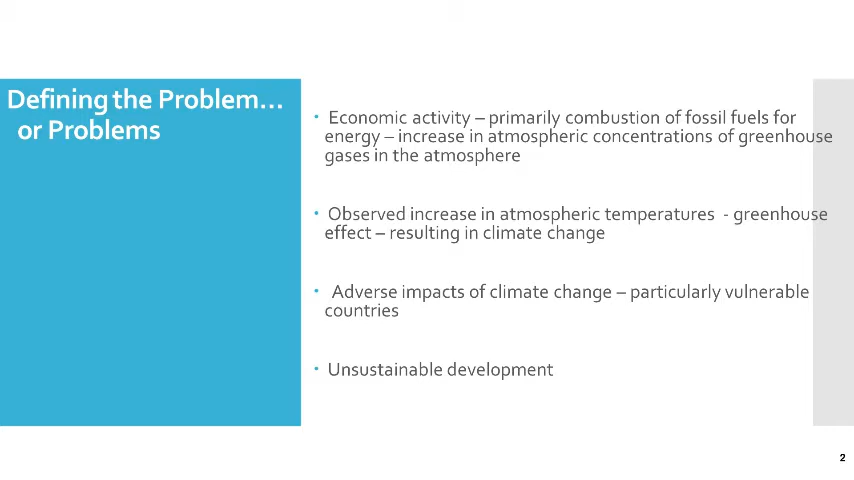 Defining the Problem…
or Problems
• Economic activity – primarily combustion of fossil fuels for
energy – increase in atmospheric concentrations of greenhouse
gases in the atmosphere
• Observed increase in atmospheric temperatures - greenhouse
effect – resulting in climate change
• Adverse impacts of climate change – particularly vulnerable
countries
• Unsustainable development
2